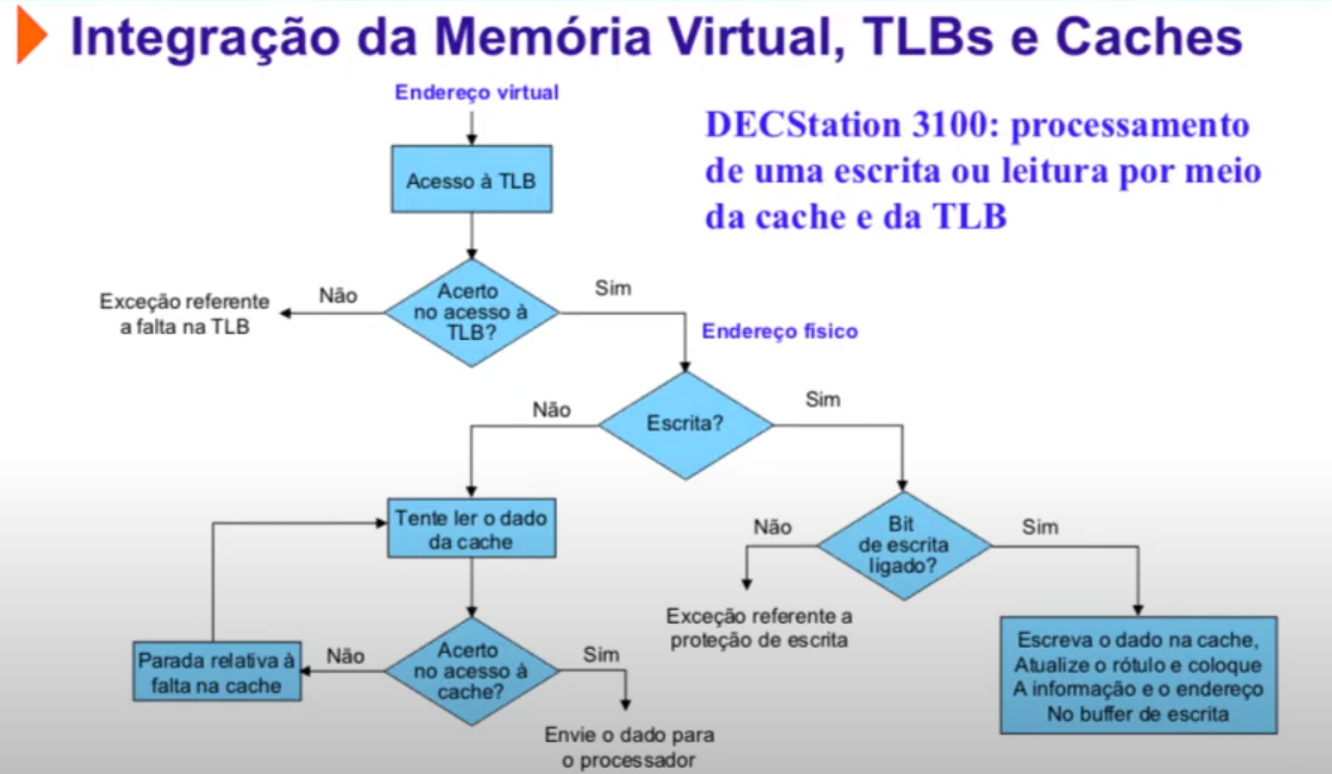 Integração da Memória Virtual, TLBs e Caches
Endereço virtual
DECStation 3100: processamento
de uma escrita ou leitura por meio
da cache e da TLB
Acesso à TLB
Acerto
no acesso à
TLB?
Não
Sim
Exceção referente
a falta na TLB
Endereço físico
Escrita?
Não
Sim
Tente ler o dado
da cache
Bit
de escrita
ligado?
Não
Sim
Exceção referente a
proteção de escrita
Escreva o dado na cache,
Atualize o rótulo e coloque
A informação e o endereço
No buffer de escrita
Acerto
no acesso à
cache?
Não
Sim
Parada relativa à
falta na cache
Envie o dado para
o processador